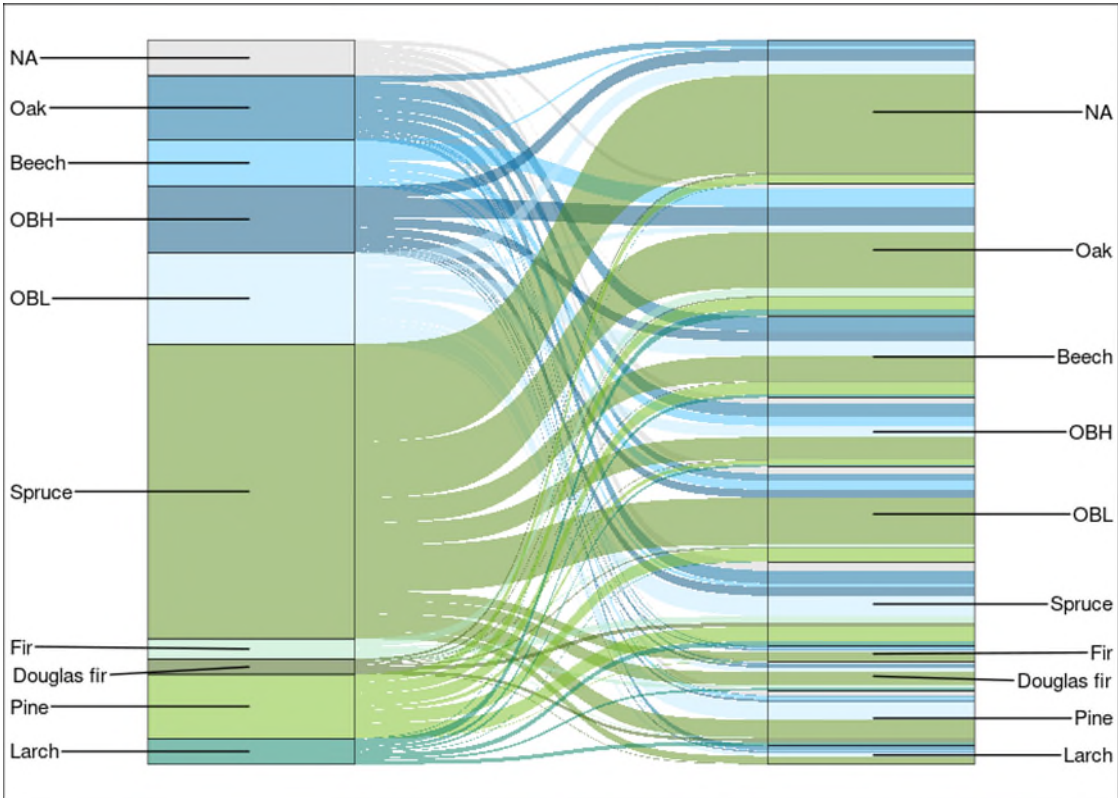 NA
Oak
Beech
OBH
OBL
Spruce
Fir
Douglas fir
Pine
Larch
NA
Oak
Beech
OBH
OBL
Spruce
Fir
Douglas fir
Pine
Larch